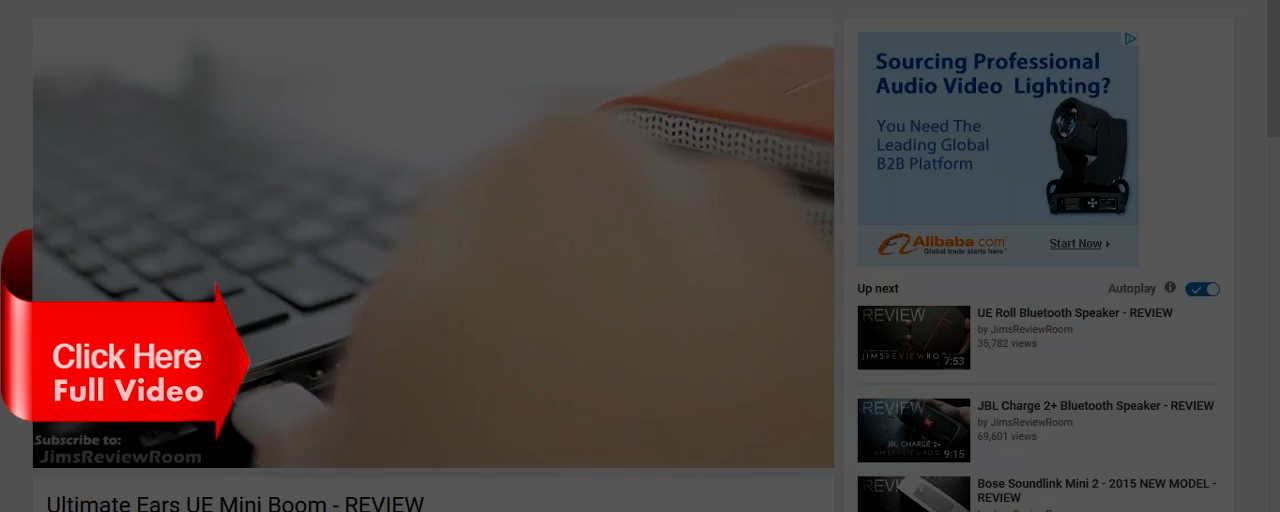 Click Here
Full Video
Subscribe to:
JimsReviewRoom
Ultimate Ears UE Mini Boom - REVIEW
Sourcing Professional
Audio Video Lighting?
You Need The
Leading Global
B2B Platform
Alibaba.com
Global trade starts here.
Start Now
Up next
Autoplay
REVIEW
JIMSREVIEWROO
7:53
UE Roll Bluetooth Speaker - REVIEW
by JimsReviewRoom
35,782 views
REVIEW
JBL CHARGE 2+
JIMSREVIEWROO
9:15
JBL Charge 2+ Bluetooth Speaker - REVIEW
by JimsReviewRoom
69,601 views
Bose Soundlink Mini 2 - 2015 NEW MODEL -
REVIEW